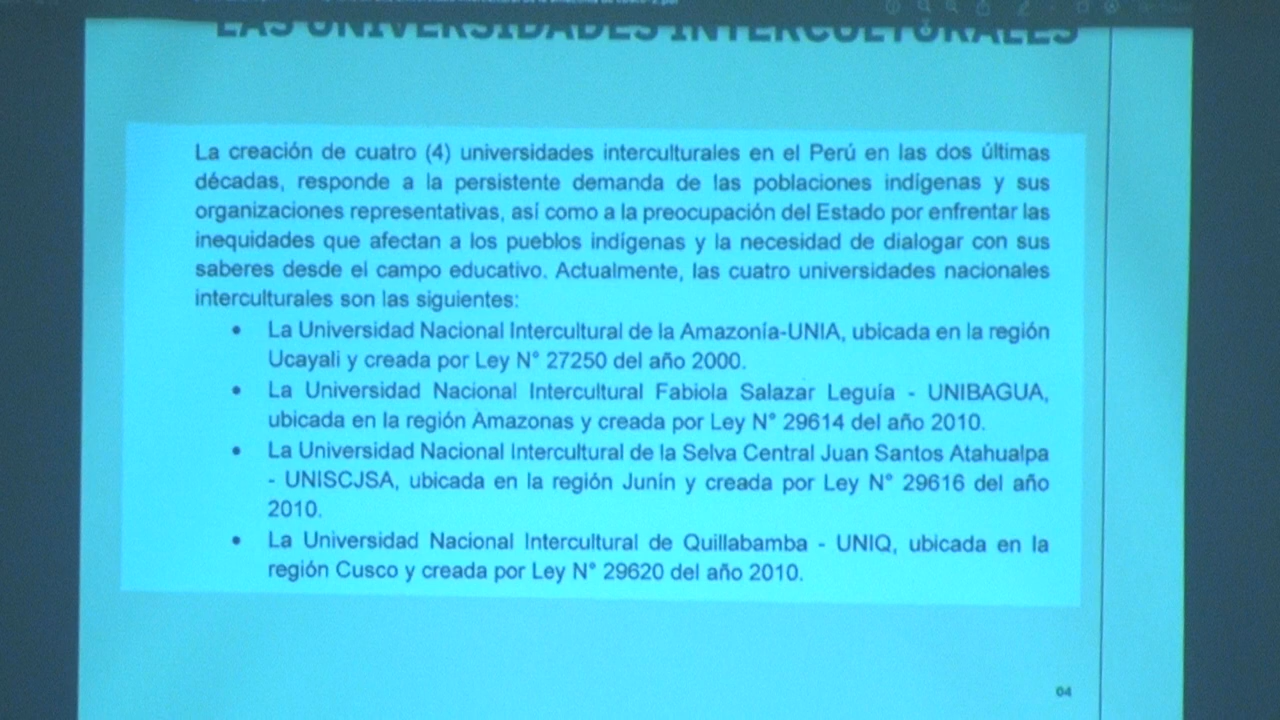 LAS UNIVERSIDADES INTERCULTURALES
La creación de cuatro (4) universidades interculturales en el Perú en las dos últimas
décadas, responde a la persistente demanda de las poblaciones indígenas y sus
organizaciones representativas, así como a la preocupación del Estado por enfrentar las
inequidades que afectan a los pueblos indígenas y la necesidad de dialogar con sus
saberes desde el campo educativo. Actualmente, las cuatro universidades nacionales
interculturales son las siguientes:
• La Universidad Nacional Intercultural de la Amazonía-UNIA, ubicada en la región
Ucayali y creada por Ley N° 27250 del año 2000.
• La Universidad Nacional Intercultural Fabiola Salazar Leguía - UNIBAGUA,
ubicada en la región Amazonas y creada por Ley N° 29614 del año 2010.
• La Universidad Nacional Intercultural de la Selva Central Juan Santos Atahualpa
- UNISCJSA, ubicada en la región Junín y creada por Ley N° 29616 del año
2010.
• La Universidad Nacional Intercultural de Quillabamba - UNIQ, ubicada en la
región Cusco y creada por Ley N° 29620 del año 2010.
04